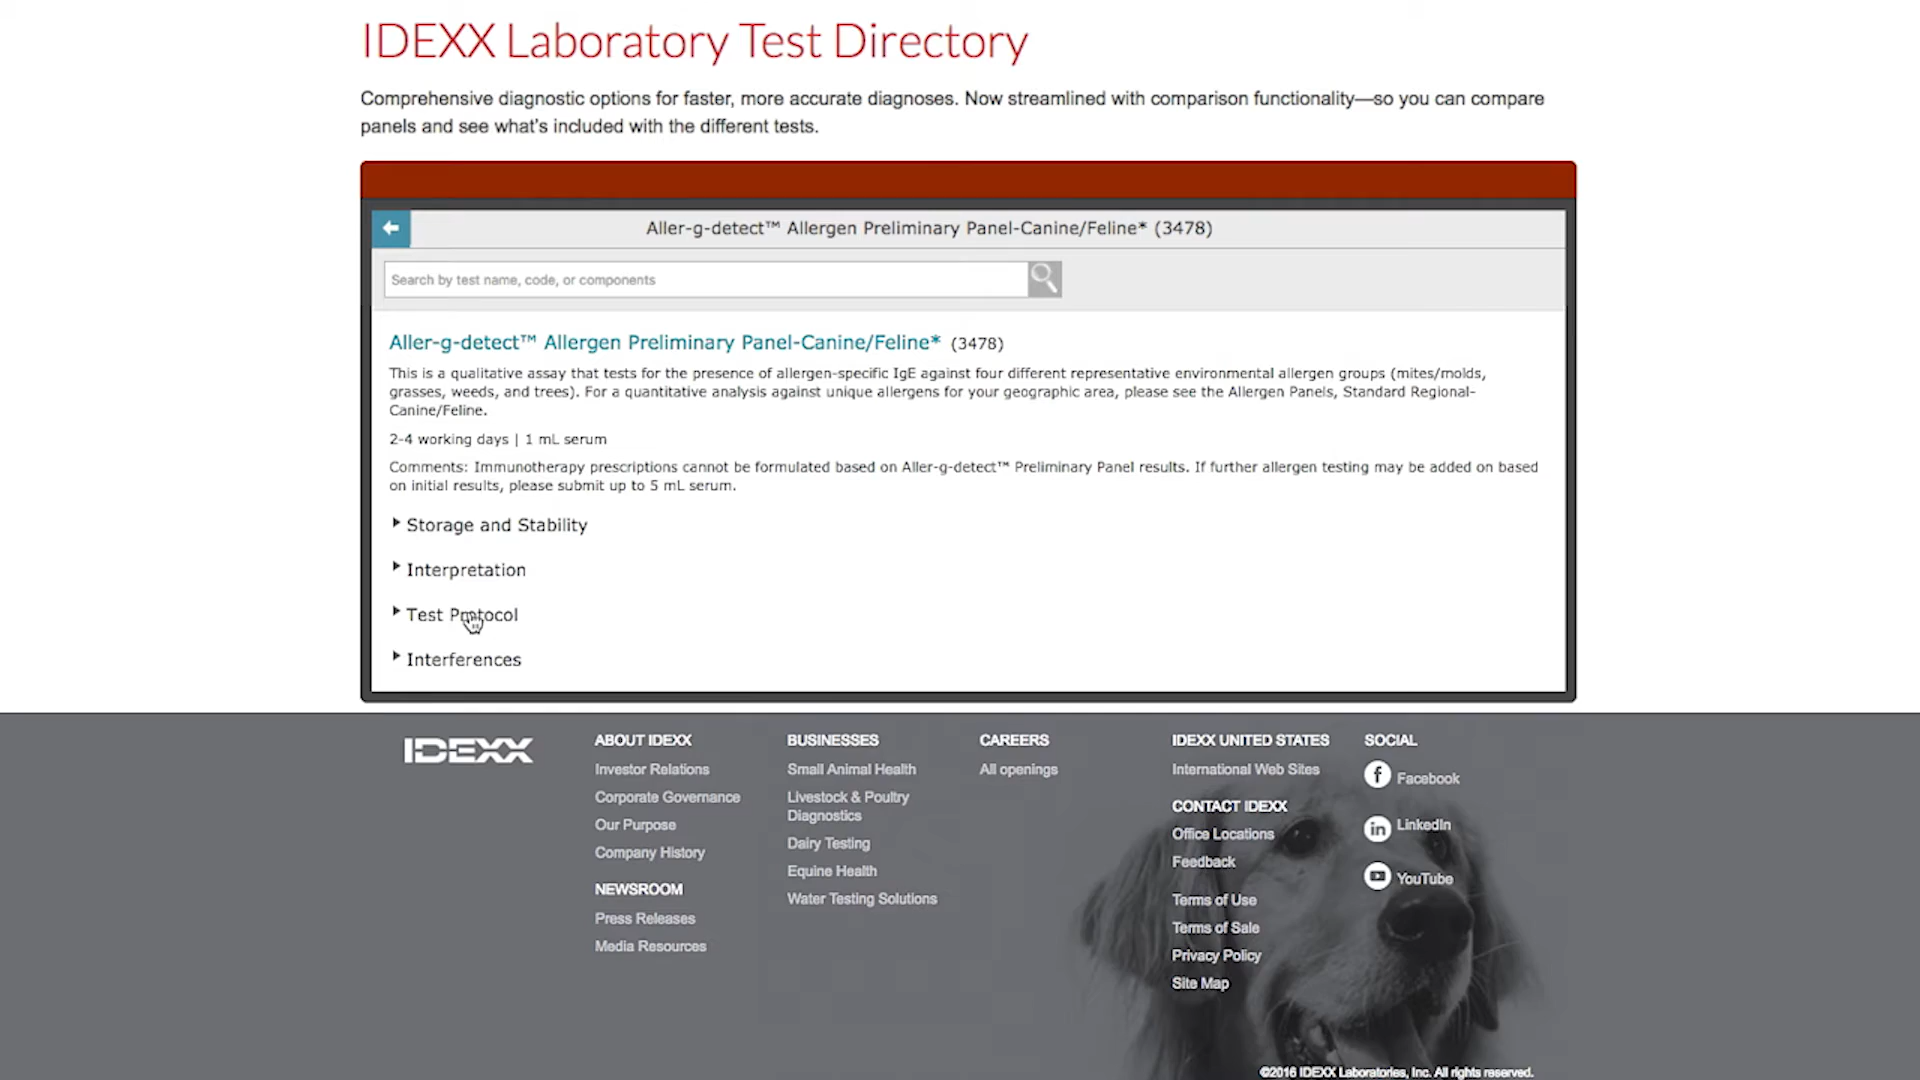 IDEXX Laboratory Test Directory
Comprehensive diagnostic options for faster, more accurate diagnoses. Now streamlined with comparison functionality—so you can compare
panels and see what's included with the different tests.
Aller-g-detect™ Allergen Preliminary Panel-Canine/Feline* (3478)
Search by test name, code, or components
Aller-g-detect™ Allergen Preliminary Panel-Canine/Feline* (3478)
This is a qualitative assay that tests for the presence of allergen-specific IgE against four different representative environmental allergen groups (mites/molds,
grasses, weeds, and trees). For a quantitative analysis against unique allergens for your geographic area, please see the Allergen Panels, Standard Regional-
Canine/Feline.
2-4 working days | 1 mL serum
Comments: Immunotherapy prescriptions cannot be formulated based on Aller-g-detect™ Preliminary Panel results. If further allergen testing may be added on based
on initial results, please submit up to 5 mL serum.
Storage and Stability
Interpretation
Test Protocol
Interferences
IDEXX
ABOUT IDEXX
Investor Relations
Corporate Governance
Our Purpose
Company History
NEWSROOM
Press Releases
Media Resources
BUSINESSES
Small Animal Health
Livestock & Poultry
Diagnostics
Dairy Testing
Equine Health
Water Testing Solutions
CAREERS
All openings
IDEXX UNITED STATES
International Web Sites
CONTACT IDEXX
Office Locations
Feedback
Terms of Use
Terms of Sale
Privacy Policy
Site Map
SOCIAL
Facebook
LinkedIn
YouTube
©2016 IDEXX Laboratories, Inc. All rights reserved.